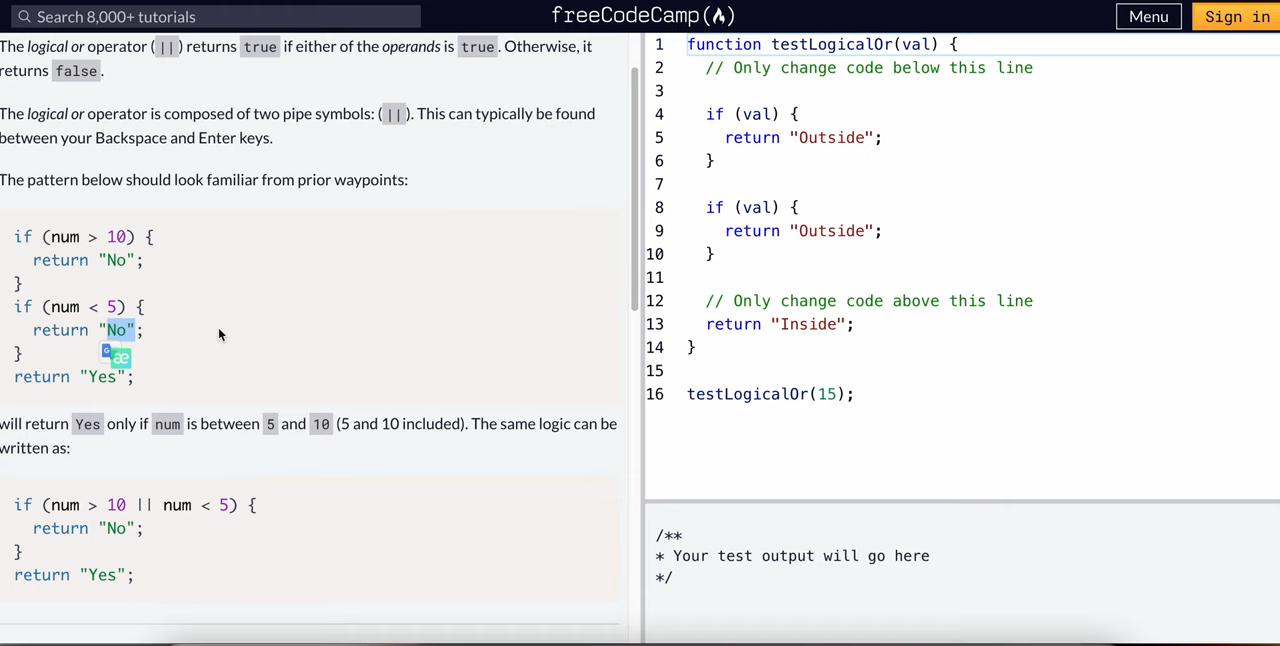 Search 8,000+ tutorials
freeCodeCamp
Menu
Sign in
The logical or operator (||) returns true if either of the operands is true. Otherwise, it
returns false.
The logical or operator is composed of two pipe symbols: (||). This can typically be found
between your Backspace and Enter keys.
The pattern below should look familiar from prior waypoints:
if (num > 10) {
return "No";
}
if (num < 5) {
return "No";
}
G
æ
return "Yes";
will return Yes only if num is between 5 and 10 (5 and 10 included). The same logic can be
written as:
if (num > 10 || num < 5) {
return "No";
}
return "Yes";
1 function testLogicalOr(val) {
2 // Only change code below this line
3
4 if (val) {
5 return "Outside";
6 }
7
8 if (val) {
9 return "Outside";
10 }
11
12 // Only change code above this line
13 return "Inside";
14 }
15
16 testLogicalOr(15);
/**
* Your test output will go here
*/